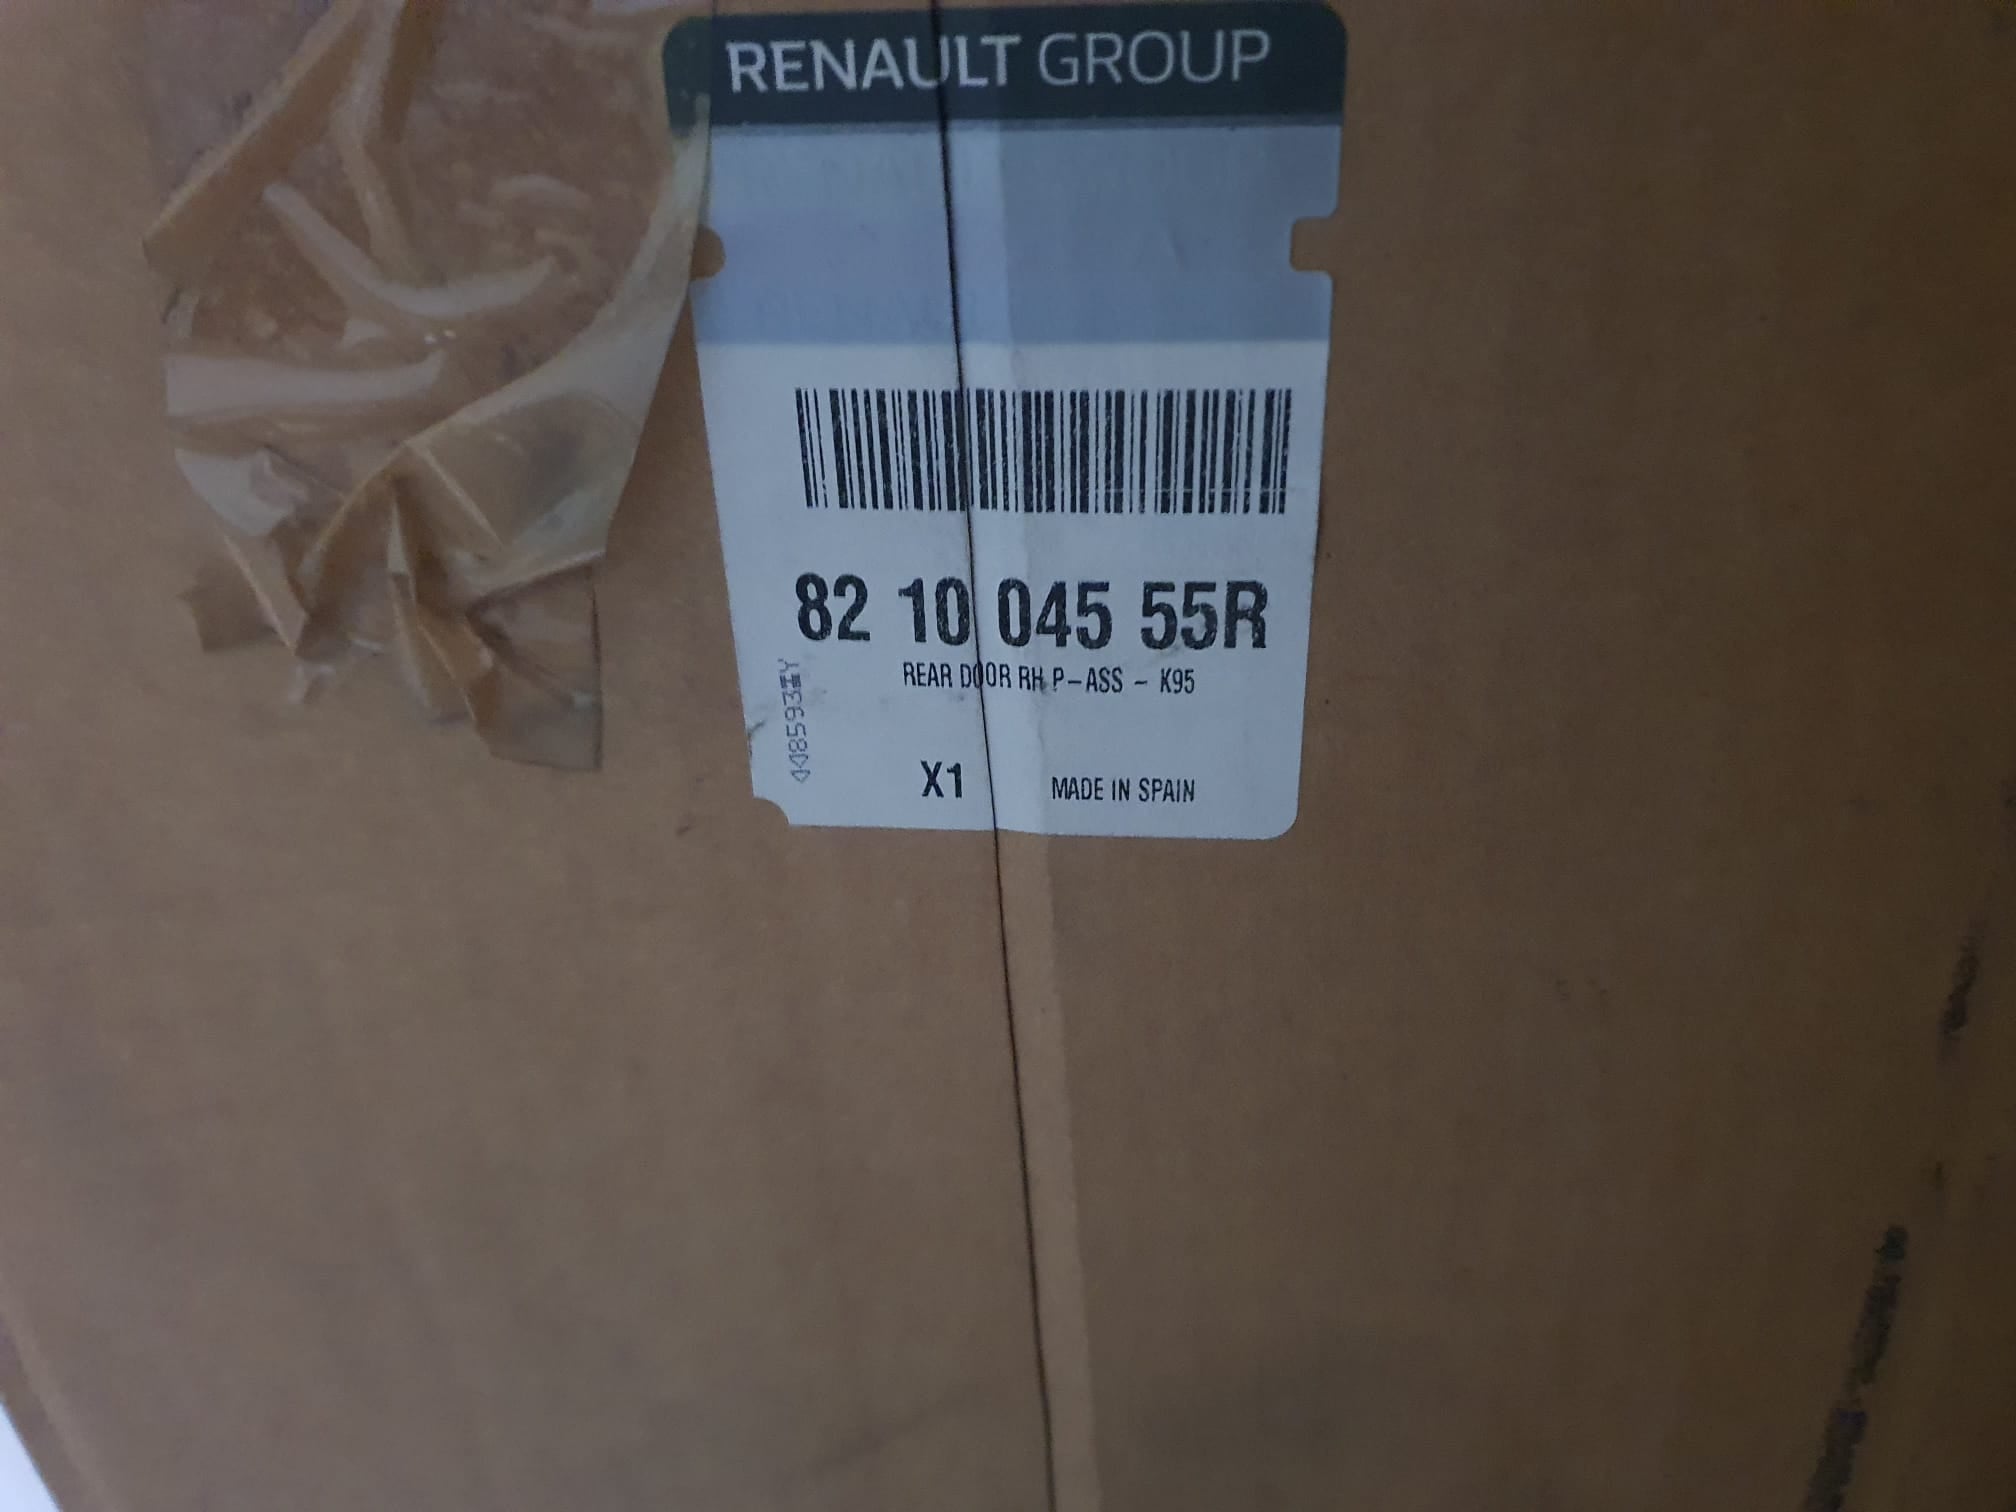 RENAULT GROUP
82 10 045 55R
REAR DOOR RH P-ASS - K95
X1 MADE IN SPAIN